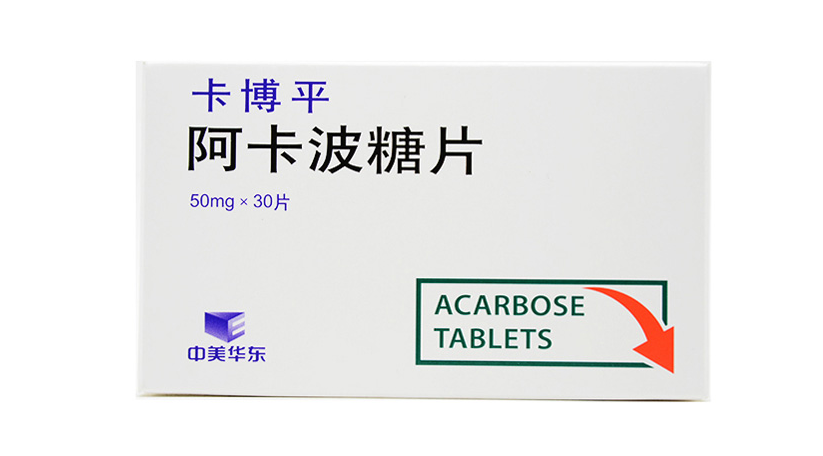 卡博平
阿卡波糖片
50mg × 30片
ACARBOSE
TABLETS
中美华东